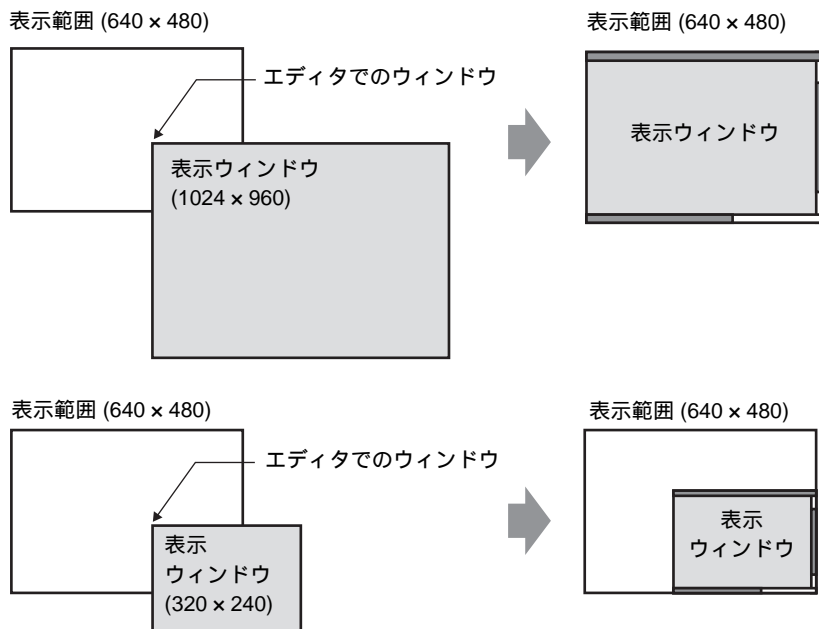 表示範囲 (640 × 480)
表示範囲 (640 × 480)
エディタでのウィンドウ
表示ウィンドウ
(1024 × 960)
表示ウィンドウ
表示範囲 (640 × 480)
表示範囲 (640 × 480)
エディタでのウィンドウ
表示
ウィンドウ
(320 × 240)
表示
ウィンドウ